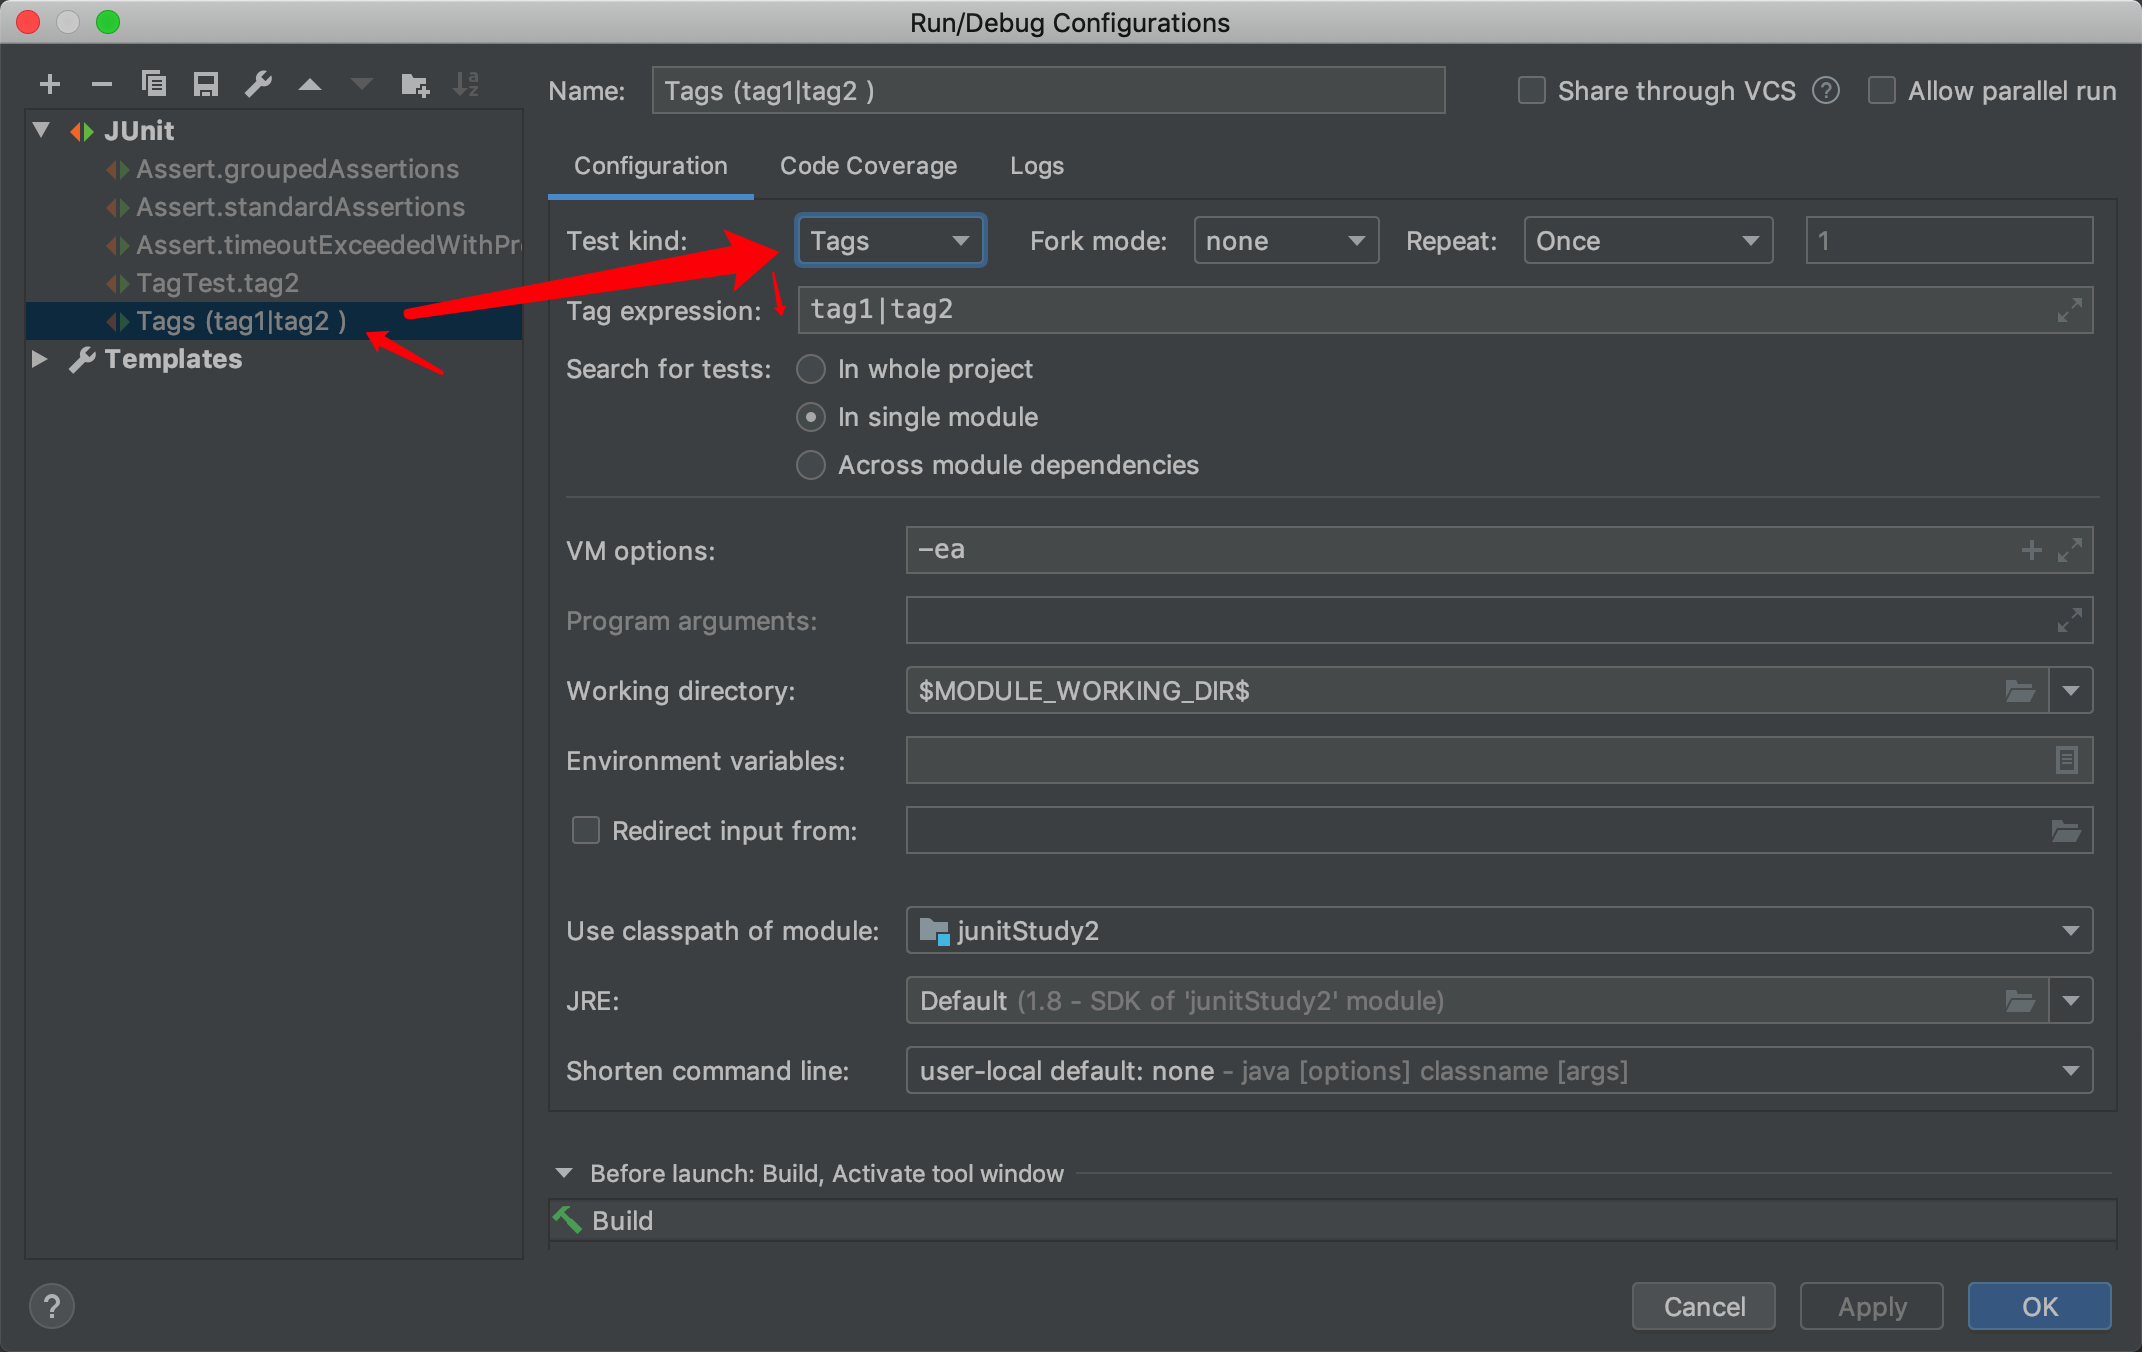 Run/Debug Configurations
Name: Tags (tag1|tag2 ) Share through VCS ? Allow parallel run
JUnit
Assert.groupedAssertions
Assert.standardAssertions
Assert.timeoutExceededWithPr
TagTest.tag2
Tags (tag1|tag2 )
Templates
Configuration Code Coverage Logs
Test kind: Tags Fork mode: none Repeat: Once 1
Tag expression: tag1|tag2
Search for tests: In whole project
In single module
Across module dependencies
VM options: -ea
Program arguments:
Working directory: $MODULE_WORKING_DIR$
Environment variables:
Redirect input from:
Use classpath of module: junitStudy2
JRE: Default (1.8 - SDK of 'junitStudy2' module)
Shorten command line: user-local default: none - java [options] classname [args]
Before launch: Build, Activate tool window
Build
? Cancel Apply OK